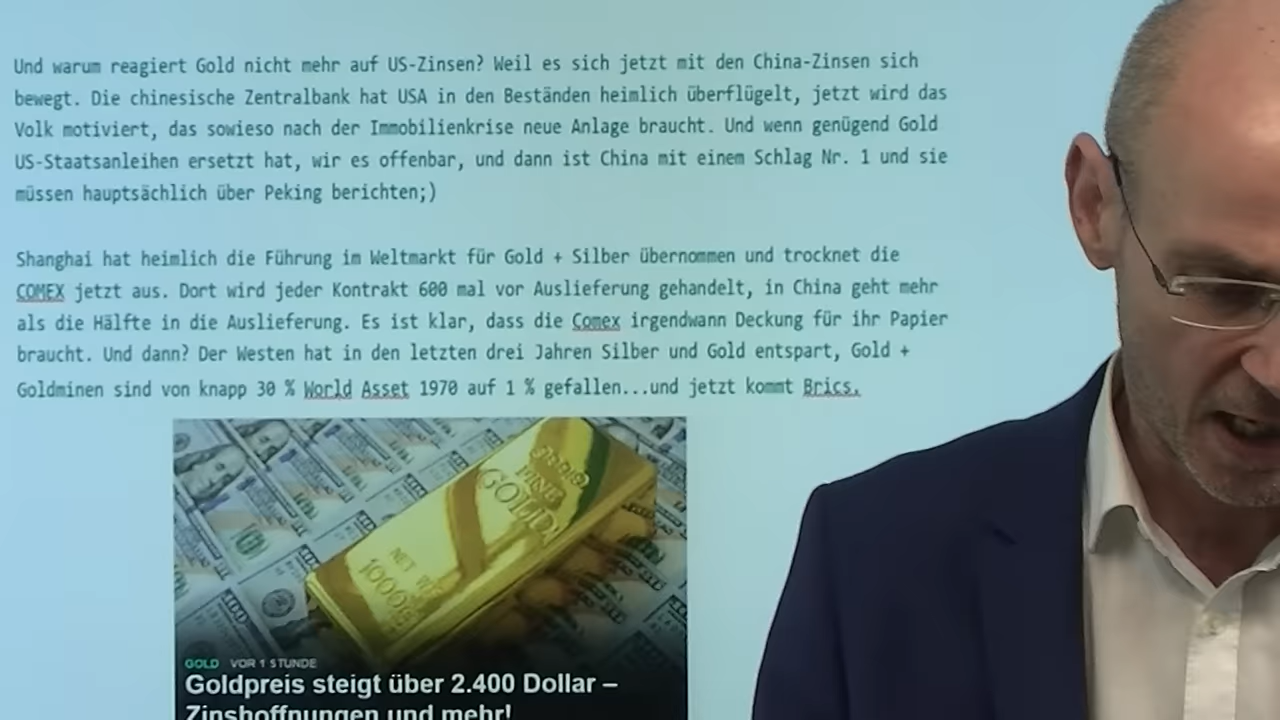 Und warum reagiert Gold nicht mehr auf US-Zinsen? Weil es sich jetzt mit den China-Zinsen sich
bewegt. Die chinesische Zentralbank hat USA in den Beständen heimlich überflügelt, jetzt wird das
Volk motiviert, das sowieso nach der Immobilienkrise neue Anlage braucht. Und wenn genügend Gold
US-Staatsanleihen ersetzt hat, wir es offenbar, und dann ist China mit einem Schlag Nr. 1 und sie
müssen hauptsächlich über Peking berichten;)
Shanghai hat heimlich die Führung im Weltmarkt für Gold + Silber übernommen und trocknet die
COMEX jetzt aus. Dort wird jeder Kontrakt 600 mal vor Auslieferung gehandelt, in China geht mehr
als die Hälfte in die Auslieferung. Es ist klar, dass die Comex irgendwann Deckung für ihr Papier
braucht. Und dann? Der Westen hat in den letzten drei Jahren Silber und Gold entspart, Gold +
Goldminen sind von knapp 30 % World Asset 1970 auf 1 % gefallen...und jetzt kommt Brics.
FINE
GOLD
NET
1000g
100
GOLD VOR 1 STUNDE
Goldpreis steigt über 2.400 Dollar –
Zinshoffnungen und mehr!